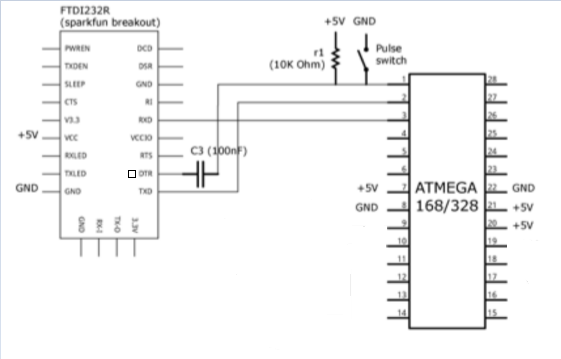 FTDI232R
(sparkfun breakout)
PWREN
TXDEN
SLEEP
CTS
V3.3
VCC
RXLED
TXLED
GND
DCD
DSR
GND
RI
RXD
VCCIO
RTS
DTR
TXD
+5V
GND
GND
RX-I
TX-O
3.3V
C3 (100nF)
+5V GND
r1
(10K Ohm)
Pulse
switch
1
2
3
4
5
6
7
8
9
10
11
12
13
14
+5V
GND
ATMEGA
168/328
28
27
26
25
24
23
22 GND
21 +5V
20 +5V
19
18
17
16
15